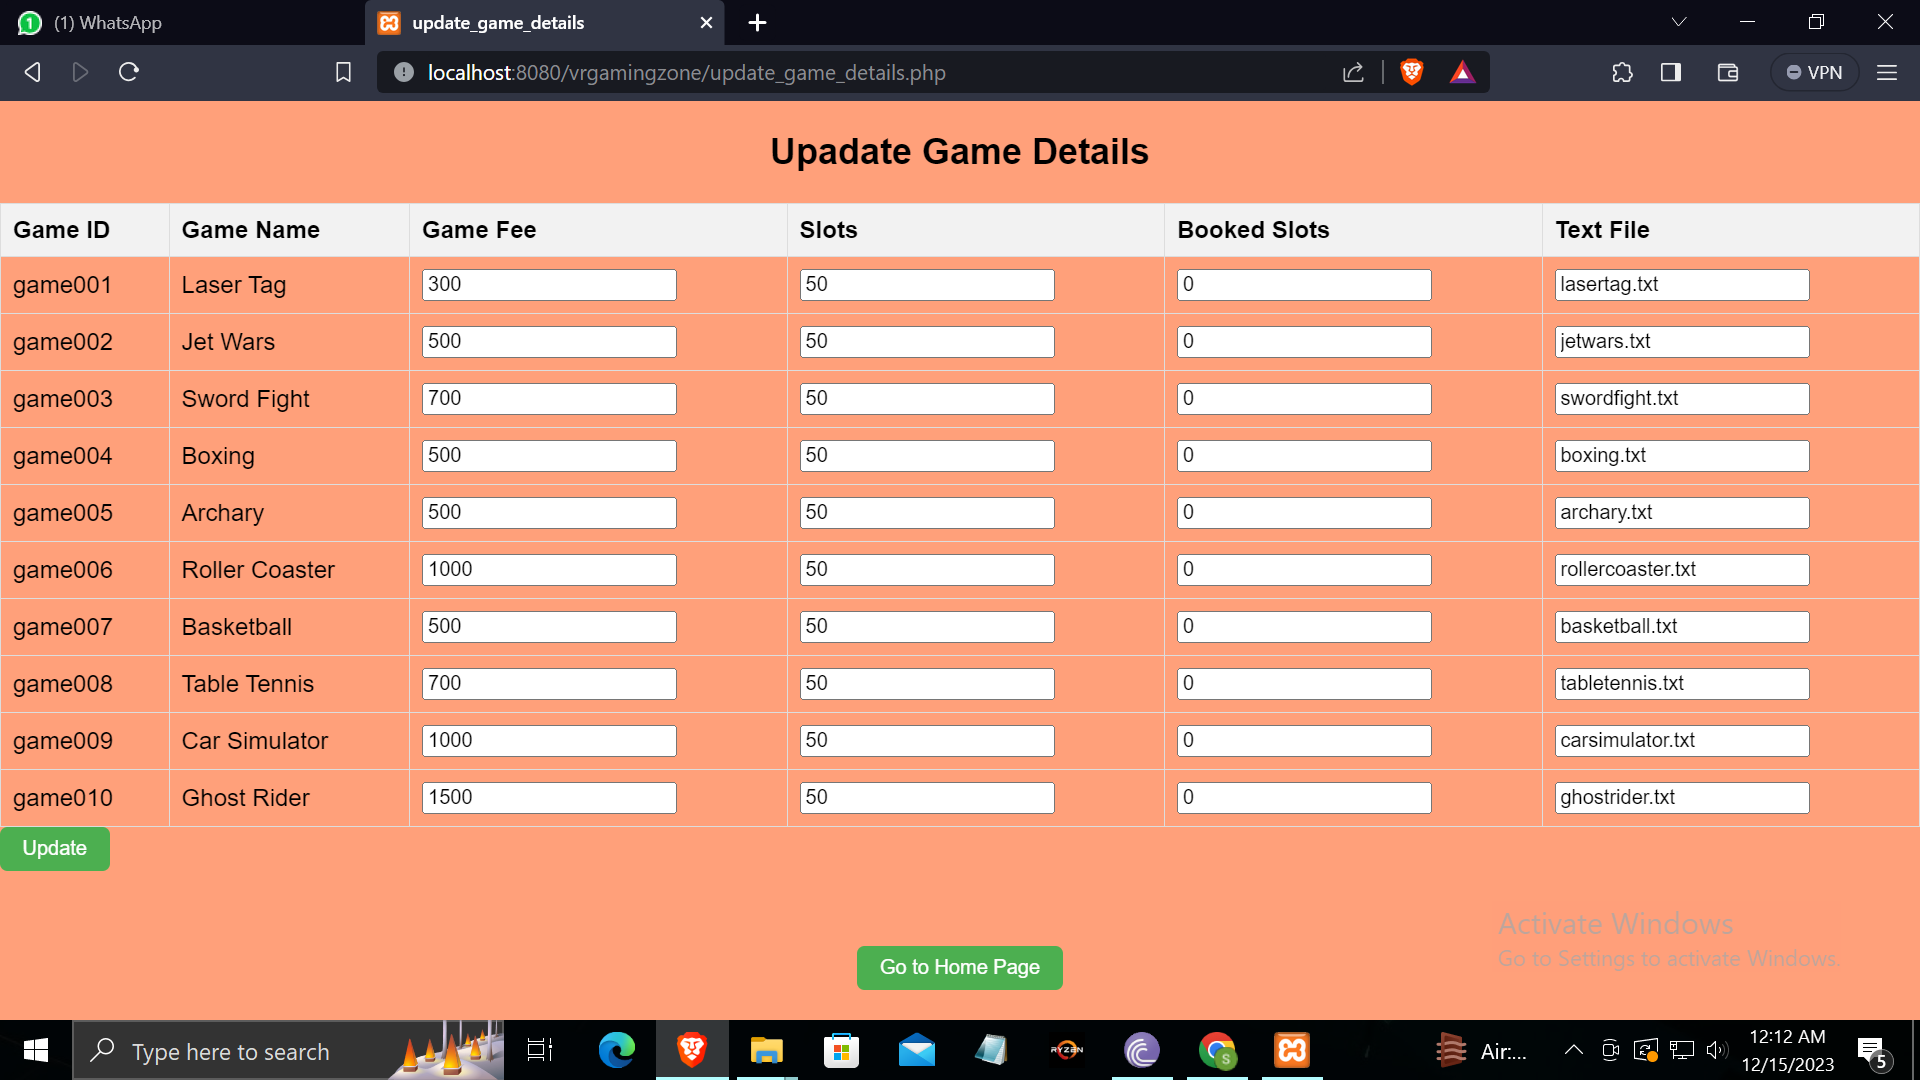 (1) WhatsApp
update_game_details
localhost:8080/vrgamingzone/update_game_details.php
VPN
Upadate Game Details
Game ID Game Name Game Fee Slots Booked Slots Text File
game001 Laser Tag 300 50 0 lasertag.txt
game002 Jet Wars 500 50 0 jetwars.txt
game003 Sword Fight 700 50 0 swordfight.txt
game004 Boxing 500 50 0 boxing.txt
game005 Archary 500 50 0 archary.txt
game006 Roller Coaster 1000 50 0 rollercoaster.txt
game007 Basketball 500 50 0 basketball.txt
game008 Table Tennis 700 50 0 tabletennis.txt
game009 Car Simulator 1000 50 0 carsimulator.txt
game010 Ghost Rider 1500 50 0 ghostrider.txt
Update
Activate Windows
Go to Settings to activate Windows.
Go to Home Page
Type here to search
RYZEN
S
Air:...
12:12 AM
12/15/2023
5